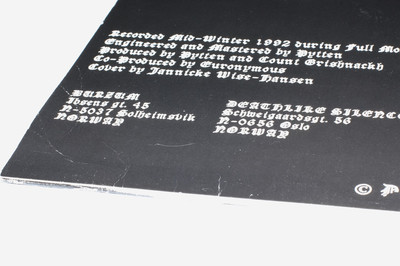 Recorded Mid-Winter 1992 during Full Mo
Engineered and Mastered by Pytten
Produced by Pytten and Count Grishnackh
Co-Produced by Euronymous
Cover by Jannicke Wise-Hansen
BURZUM
Ibsens gt. 45
N-5037 Solheimsvik
NORWAY
DEATHLIKE SILENC
Schweigaardsgt. 56
N-0656 Oslo
NORWAY
©